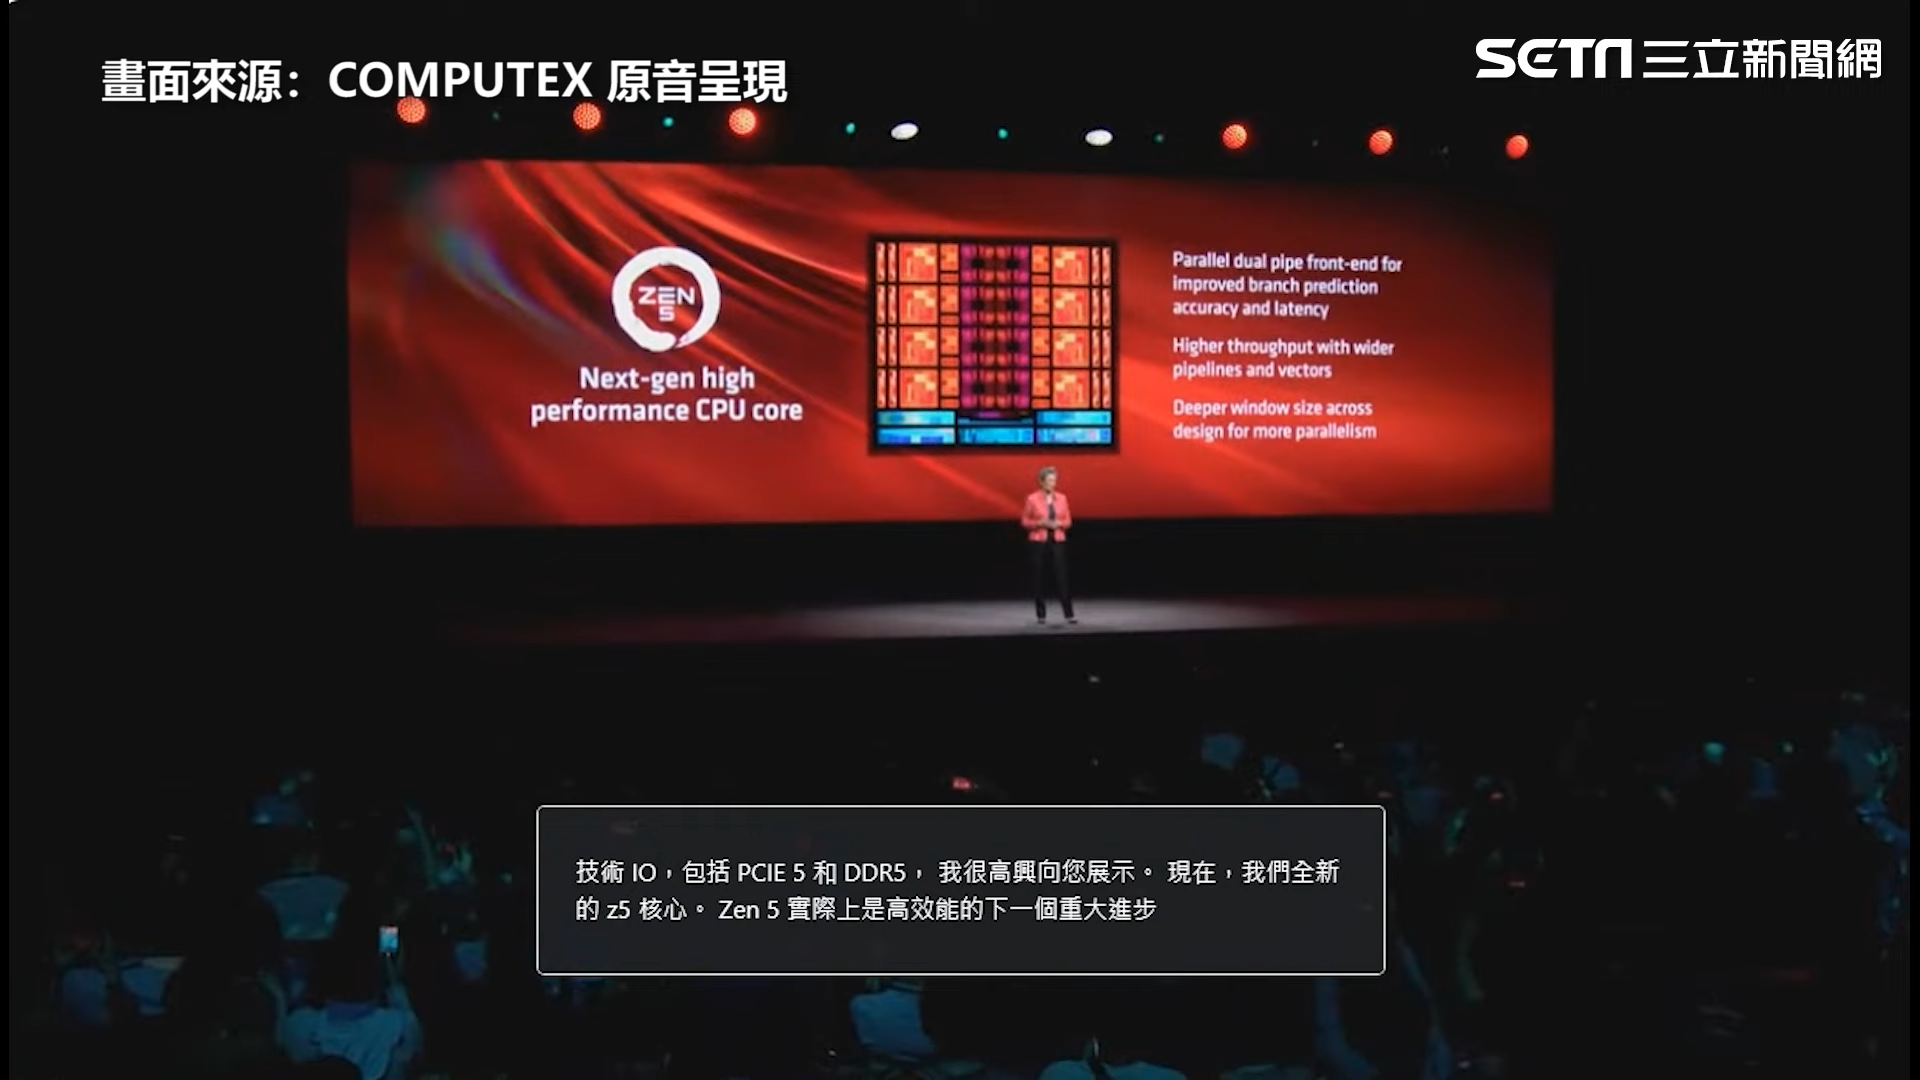 畫面來源：COMPUTEX 原音呈現
SETN 三立新聞網
ZEN
5
Next-gen high
performance CPU core
Parallel dual pipe front-end for
improved branch prediction
accuracy and latency
Higher throughput with wider
pipelines and vectors
Deeper window size across
design for more parallelism
技術 IO，包括 PCIE 5 和 DDR5， 我很高興向您展示。 現在，我們全新
的 z5 核心。 Zen 5 實際上是高效能的下一個重大進步